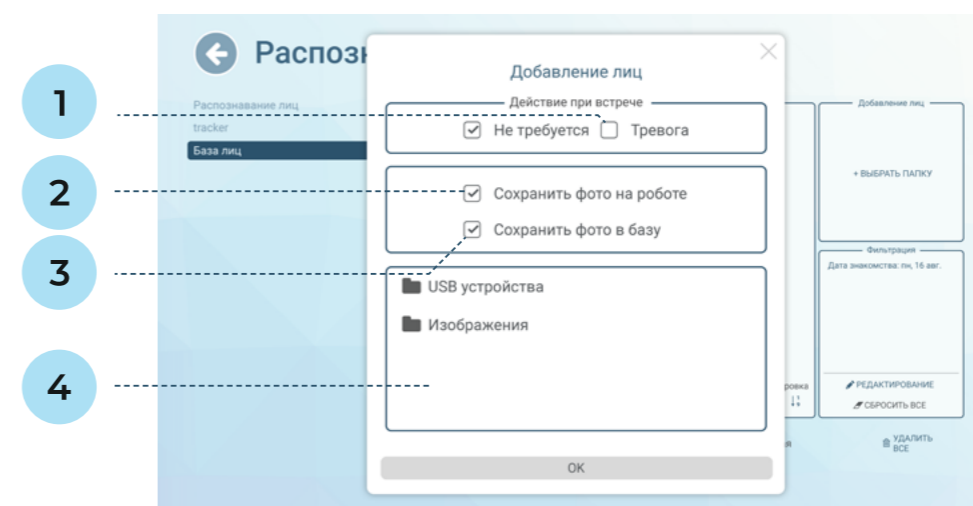 Распозн
Добавление лиц
1
2
3
4
Распознавание лиц
tracker
База лиц
Действие при встрече
Не требуется Тревога
Сохранить фото на роботе
Сохранить фото в базу
USB устройства
Изображения
OK
Добавление лиц
+ ВЫБРАТЬ ПАПКУ
Фильтрация
Дата знакомства: пн, 16 авг.
ровка
РЕДАКТИРОВАНИЕ
СБРОСИТЬ ВСЕ
я
УДАЛИТЬ
ВСЕ